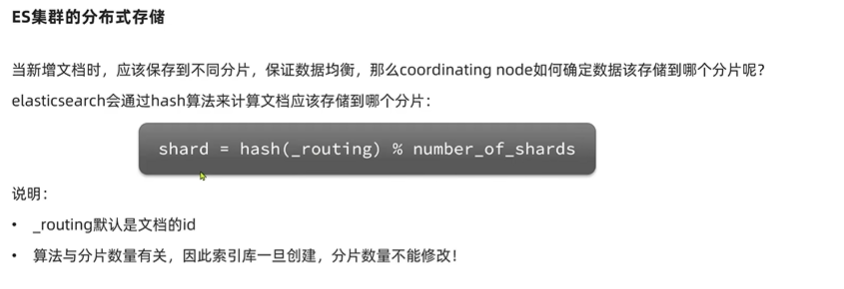 ES集群的分布式存储
当新增文档时，应该保存到不同分片，保证数据均衡，那么coordinating node如何确定数据该存储到哪个分片呢？
elasticsearch会通过hash算法来计算文档应该存储到哪个分片：
shard = hash(_routing) % number_of_shards
说明：
• _routing默认是文档的id
• 算法与分片数量有关，因此索引库一旦创建，分片数量不能修改！